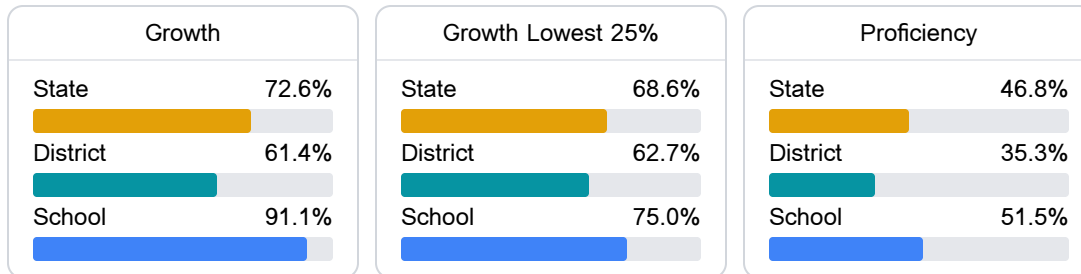 Growth
State 72.6%
District 61.4%
School 91.1%
Growth Lowest 25%
State 68.6%
District 62.7%
School 75.0%
Proficiency
State 46.8%
District 35.3%
School 51.5%